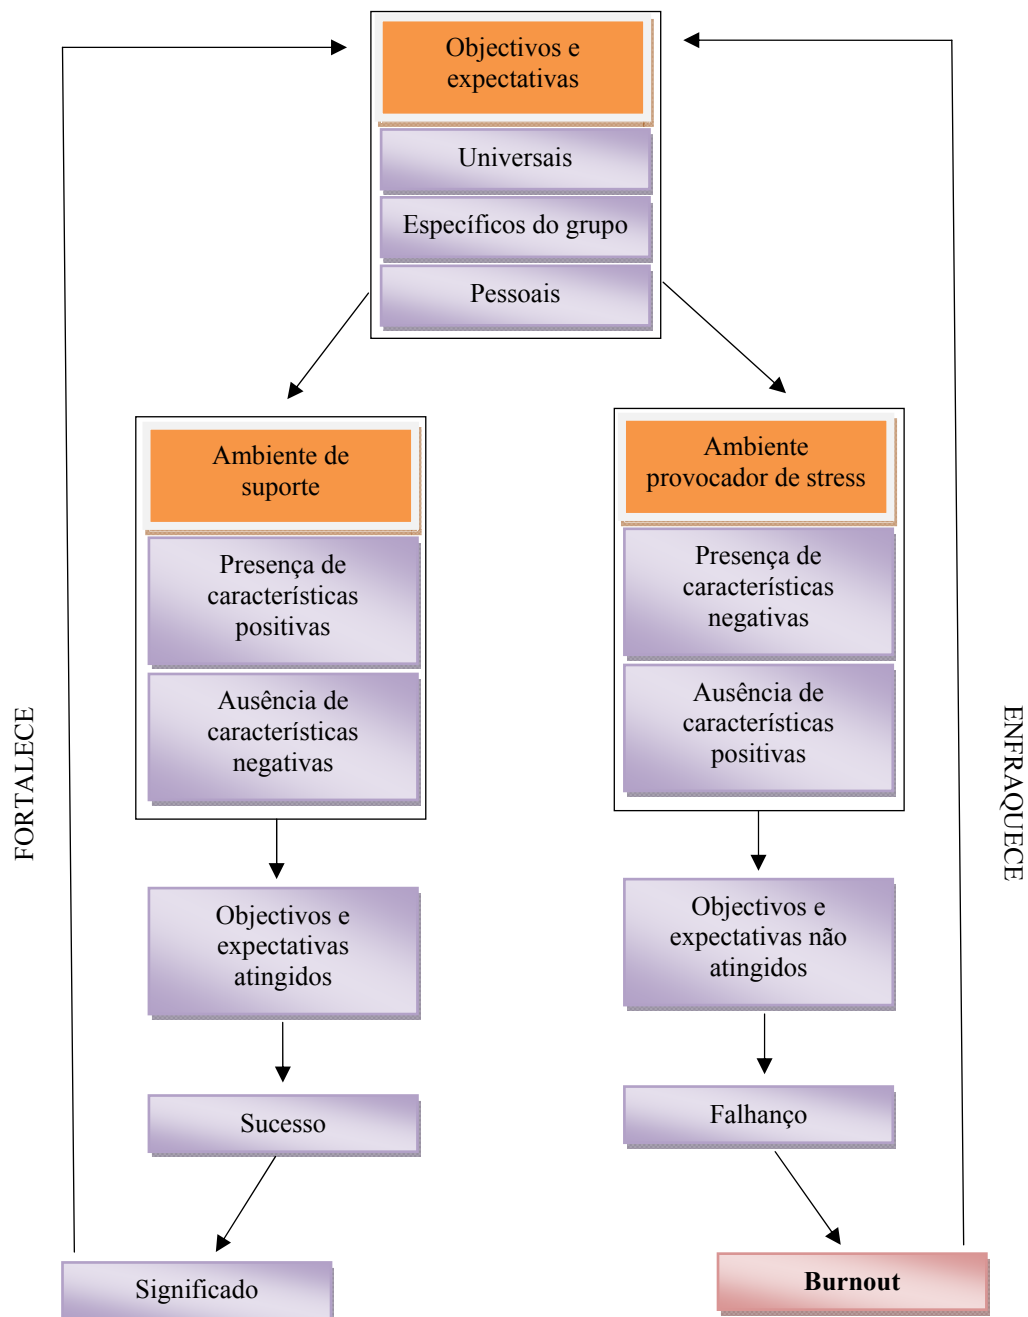 Objectivos e
expectativas
Universais
Específicos do grupo
Pessoais
Ambiente de
suporte
Presença de
características
positivas
Ausência de
características
negativas
Ambiente
provocador de stress
Presença de
características
negativas
Ausência de
características
positivas
FORTALECE
ENFRAQUECE
Objectivos e
expectativas
atingidos
Objectivos e
expectativas não
atingidos
Sucesso
Falhanço
Significado
Burnout